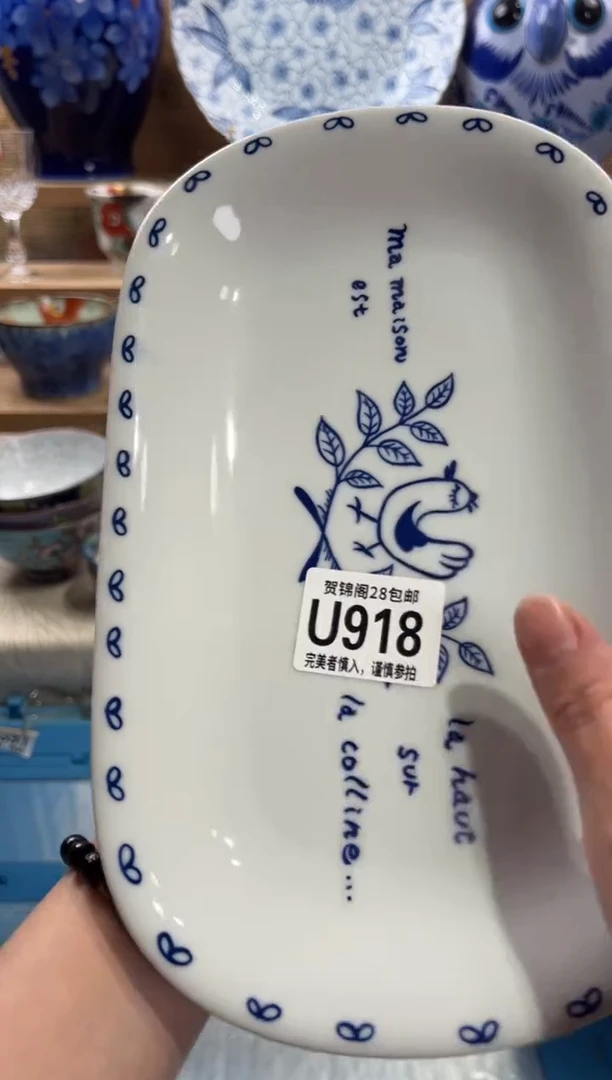 Ma maison
est
la haut
sur
la colline...
贺锦阁28包邮
U918
完美者慎入，谨慎参拍